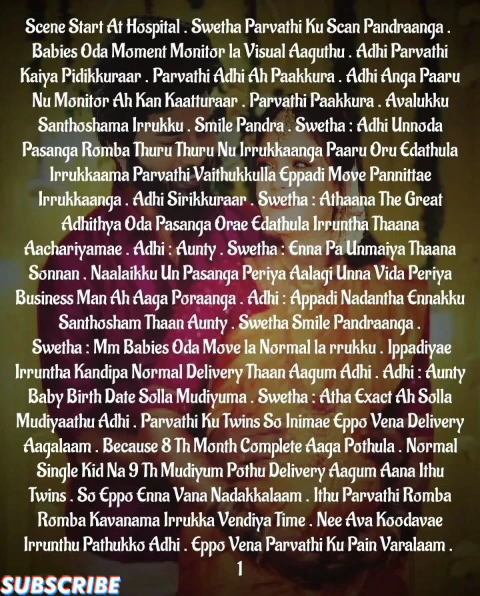 Scene Start At Hospital . Swetha Parvathi Ku Scan Pandraanga .
Babies Oda Moment Monitor la Visual Aaguthu . Adhi Parvathi
Kaiya Pidikkuraar . Parvathi Adhi Ah Paakkura . Adhi Anga Paaru
Nu Monitor Ah Kan Kaatturaar . Parvathi Paakkura . Avalukku
Santhoshama Irrukku . Smile Pandra . Swetha : Adhi Unnoda
Pasanga Romba Thuru Thuru Nu Irrukkaanga Paaru Oru Edathula
Irrukkaama Parvathi Vaithukkulla Eppadi Move Pannittae
Irrukkaanga . Adhi Sirikkuraar . Swetha : Athaana The Great
Adhithya Oda Pasanga Orae Edathula Irruntha Thaana
Aachariyamae . Adhi : Aunty . Swetha : Enna Pa Unmaiya Thaana
Sonnan . Naalaikku Un Pasanga Periya Aalagi Unna Vida Periya
Business Man Ah Aaga Poraanga . Adhi : Appadi Nadantha Ennakku
Santhosham Thaan Aunty . Swetha Smile Pandraanga .
Swetha : Mm Babies Oda Move la Normal la rrukku . Ippadiyae
Irruntha Kandipa Normal Delivery Thaan Aagum Adhi . Adhi : Aunty
Baby Birth Date Solla Mudiyuma . Swetha : Atha Exact Ah Solla
Mudiyaathu Adhi . Parvathi Ku Twins So Inimae Eppo Vena Delivery
Aagalaam . Because 8 Th Month Complete Aaga Pothula . Normal
Single Kid Na 9 Th Mudiyum Pothu Delivery Aagum Aana Ithu
Twins . So Eppo Enna Vana Nadakkalaam . Ithu Parvathi Romba
Romba Kavanama Irrukka Vendiya Time . Nee Ava Koodavae
Irrunthu Pathukko Adhi . Eppo Vena Parvathi Ku Pain Varalaam .
1
SUBSCRIBE